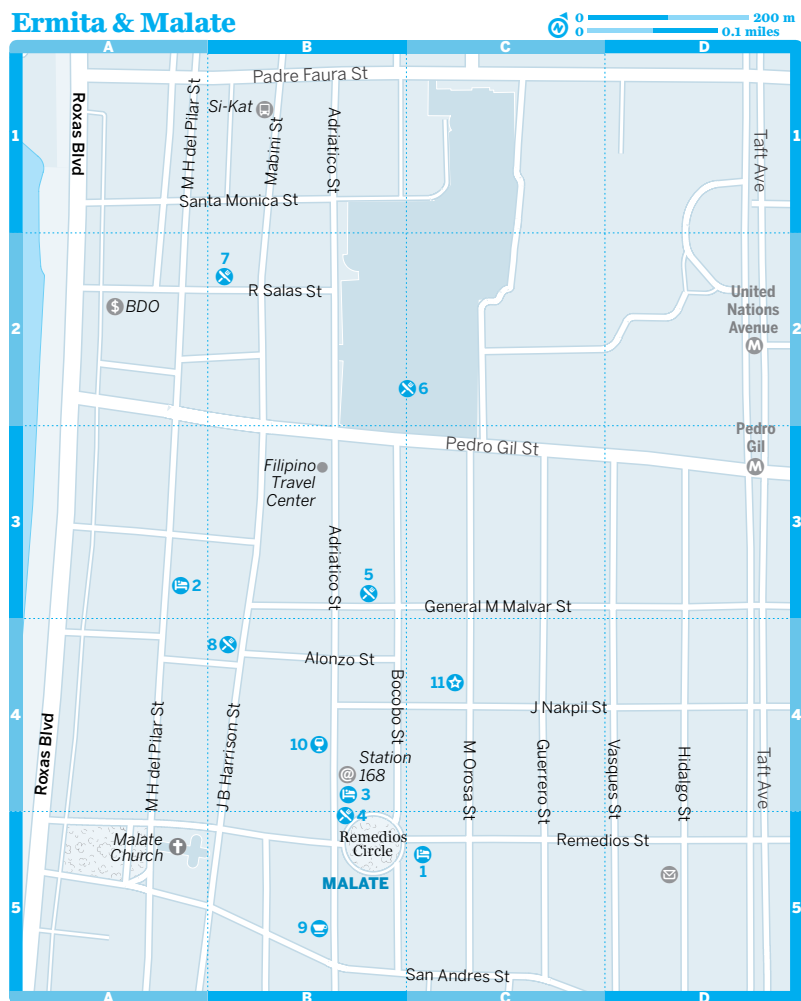 Ermita & Malate
0 200 m
0 0.1 miles
A B C D
Padre Faura St
Si-Kat
Roxas Blvd
M H del Pilar St
Mabini St
Adriatico St
Taft Ave
1 1
Santa Monica St
7
R Salas St
BDO
$
United
Nations
Avenue
M
2 2
6
Pedro Gil St
Pedro
Gil
M
Filipino
Travel
Center
3 3
Adriatico St
5
2
General M Malvar St
8
Alonzo St
Bocobo St
11
J Nakpil St
4 4
Roxas Blvd
M H del Pilar St
J B Harrison St
10
Station
168
@
3
M Orosa St
Guerrero St
Vasques St
Hidalgo St
Taft Ave
4
Malate
Church
Remedios
Circle
Remedios St
1
MALATE
5 5
9
San Andres St
A B C D
N